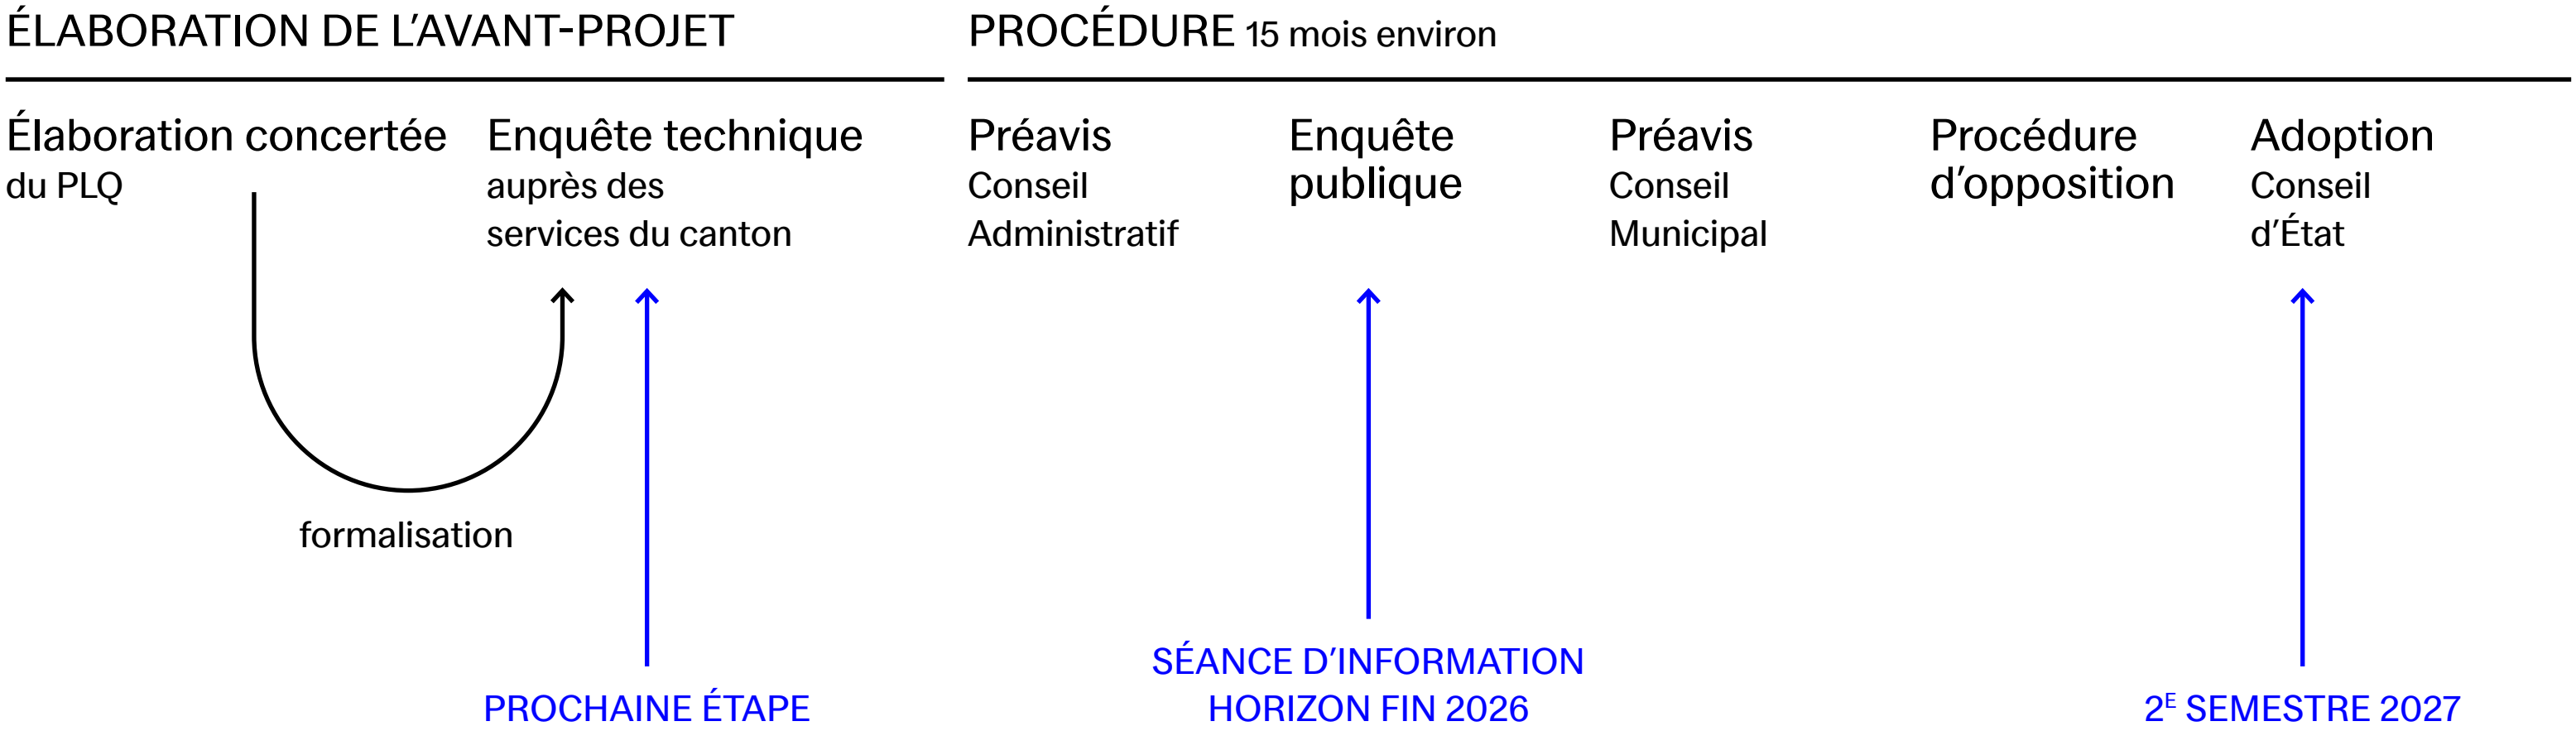 ÉLABORATION DE L’AVANT-PROJET
PROCÉDURE 15 mois environ
Élaboration concertée
du PLQ
Enquête technique
auprès des
services du canton
Préavis
Conseil
Administratif
Enquête
publique
Préavis
Conseil
Municipal
Procédure
d’opposition
Adoption
Conseil
d’État
formalisation
PROCHAINE ÉTAPE
SÉANCE D’INFORMATION
HORIZON FIN 2026
2E SEMESTRE 2027